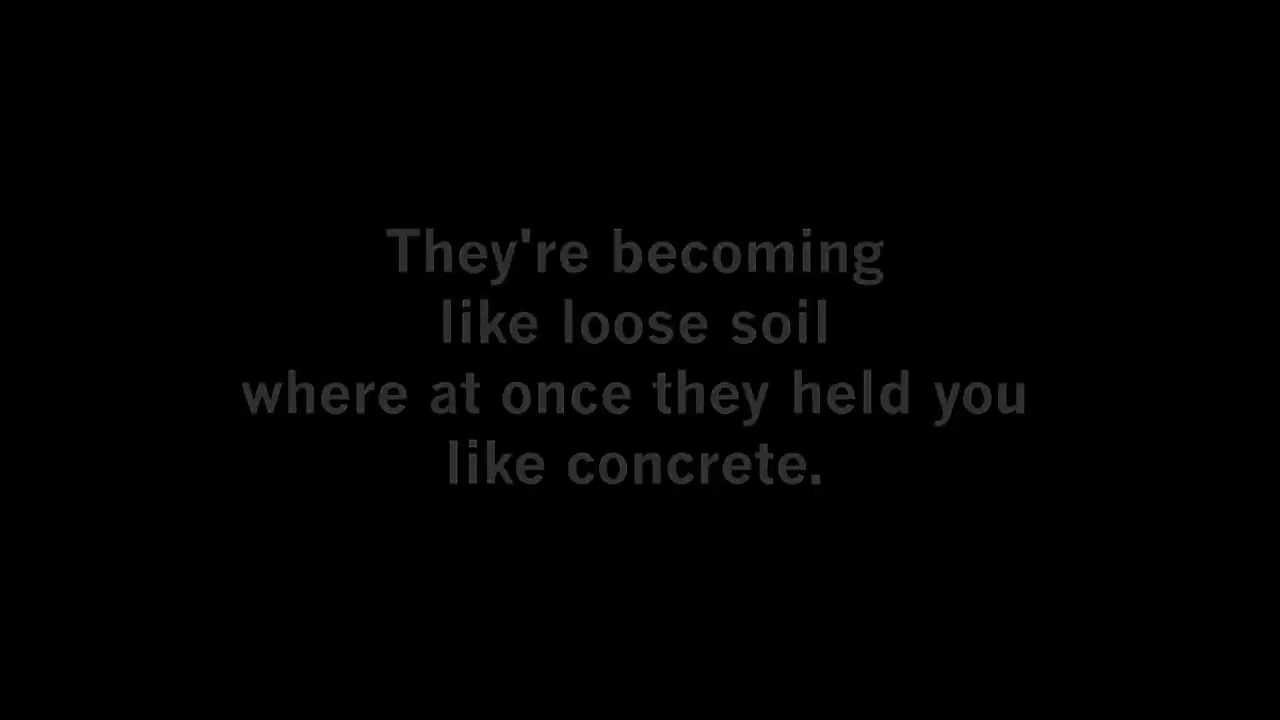 They're becoming
like loose soil
where at once they held you
like concrete.